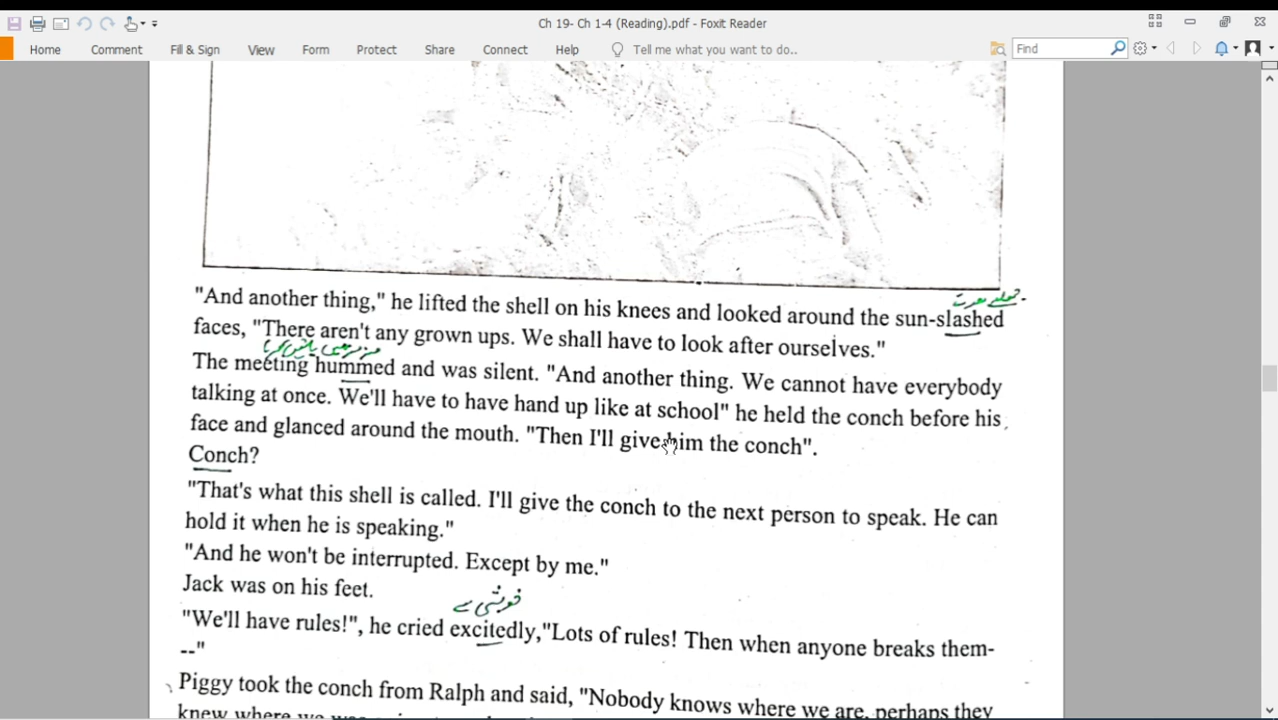 Ch 19- Ch 1-4 (Reading).pdf - Foxit Reader
Home Comment Fill & Sign View Form Protect Share Connect Help Tell me what you want to do.. Find
"And another thing," he lifted the shell on his knees and looked around the sun-slashed
faces, "There aren't any grown ups. We shall have to look after ourselves."
The meeting hummed and was silent. "And another thing. We cannot have everybody
talking at once. We'll have to have hand up like at school" he held the conch before his
face and glanced around the mouth. "Then I'll give him the conch".
Conch?
"That's what this shell is called. I'll give the conch to the next person to speak. He can
hold it when he is speaking."
"And he won't be interrupted. Except by me."
Jack was on his feet.
خوشی سے
"We'll have rules!", he cried excitedly,"Lots of rules! Then when anyone breaks them-
--"
Piggy took the conch from Ralph and said, "Nobody knows where we are, perhaps they
knew where we